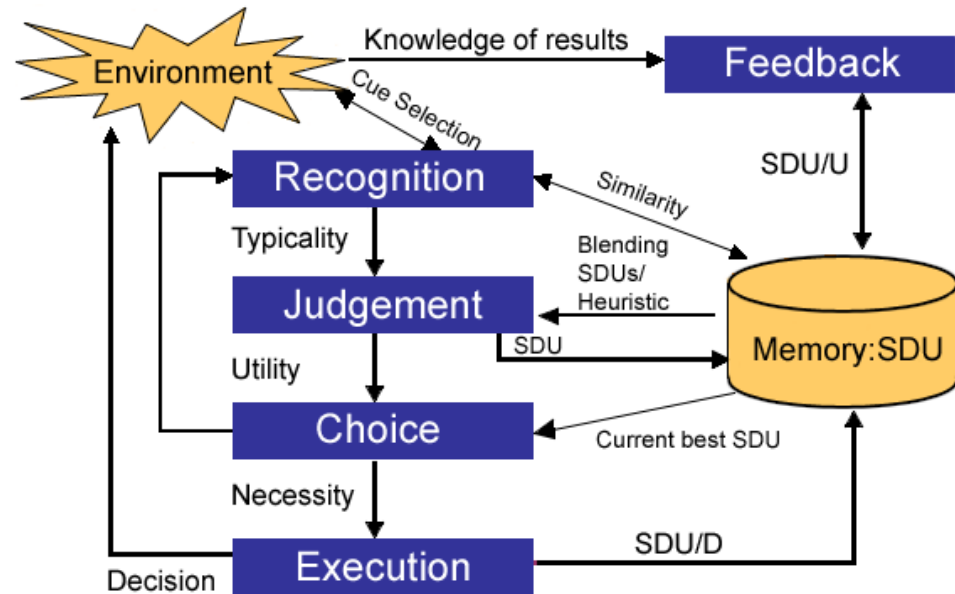 Knowledge of results
Environment
Feedback
Cue Selection
SDU/U
Recognition
Similarity
Typicality
Blending
SDUs/
Heuristic
Judgement
SDU
Memory:SDU
Utility
Choice
Current best SDU
Necessity
SDU/D
Execution
Decision